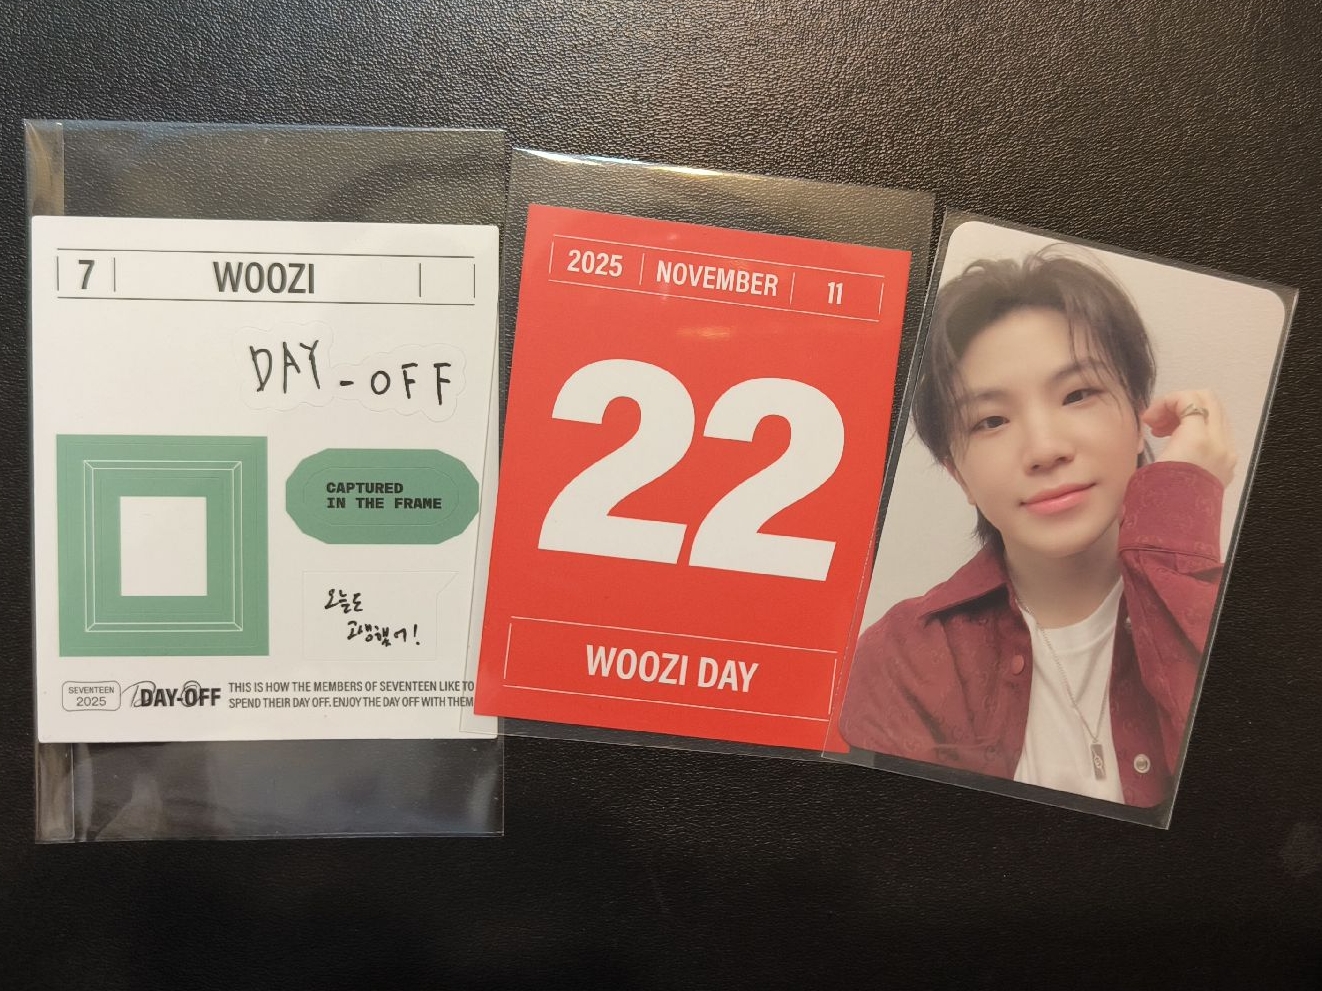 7 WOOZI
DAY-OFF
CAPTURED
IN THE FRAME
오늘도
고생했어!
SEVENTEEN
2025
DAY-OFF
THIS IS HOW THE MEMBERS OF SEVENTEEN LIKE TO
SPEND THEIR DAY OFF. ENJOY THE DAY OFF WITH THEM
2025 NOVEMBER 11
22
WOOZI DAY